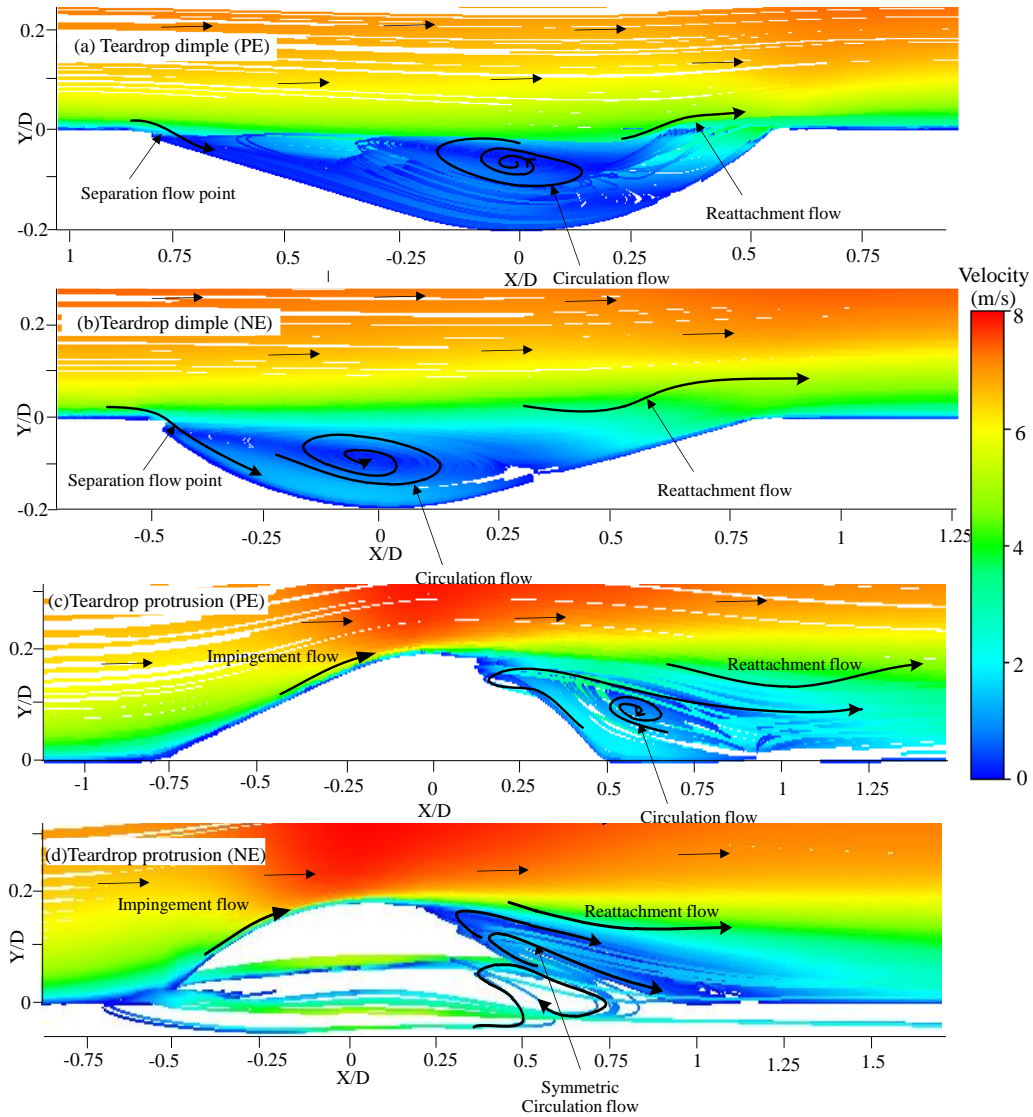 0.2
(a) Teardrop dimple (PE)
Y/D
0
Separation flow point
Reattachment flow
-0.2
1
0.75
0.5
-0.25
0
0.25
0.5
0.75
X/D
Circulation flow
Velocity
(m/s)
8
6
4
2
0
(b)Teardrop dimple (NE)
0.2
Y/D
0
Separation flow point
Reattachment flow
-0.2
-0.5
-0.25
0
0.25
0.5
0.75
1
1.25
X/D
Circulation flow
(c)Teardrop protrusion (PE)
0.2
Impingement flow
Reattachment flow
Y/D
0
-1
-0.75
-0.5
-0.25
0
0.25
0.5
0.75
1
1.25
X/D
Circulation flow
(d)Teardrop protrusion (NE)
0.2
Impingement flow
Reattachment flow
Y/D
0
-0.75
-0.5
-0.25
0
0.25
0.5
0.75
1
1.25
1.5
X/D
Symmetric
Circulation flow